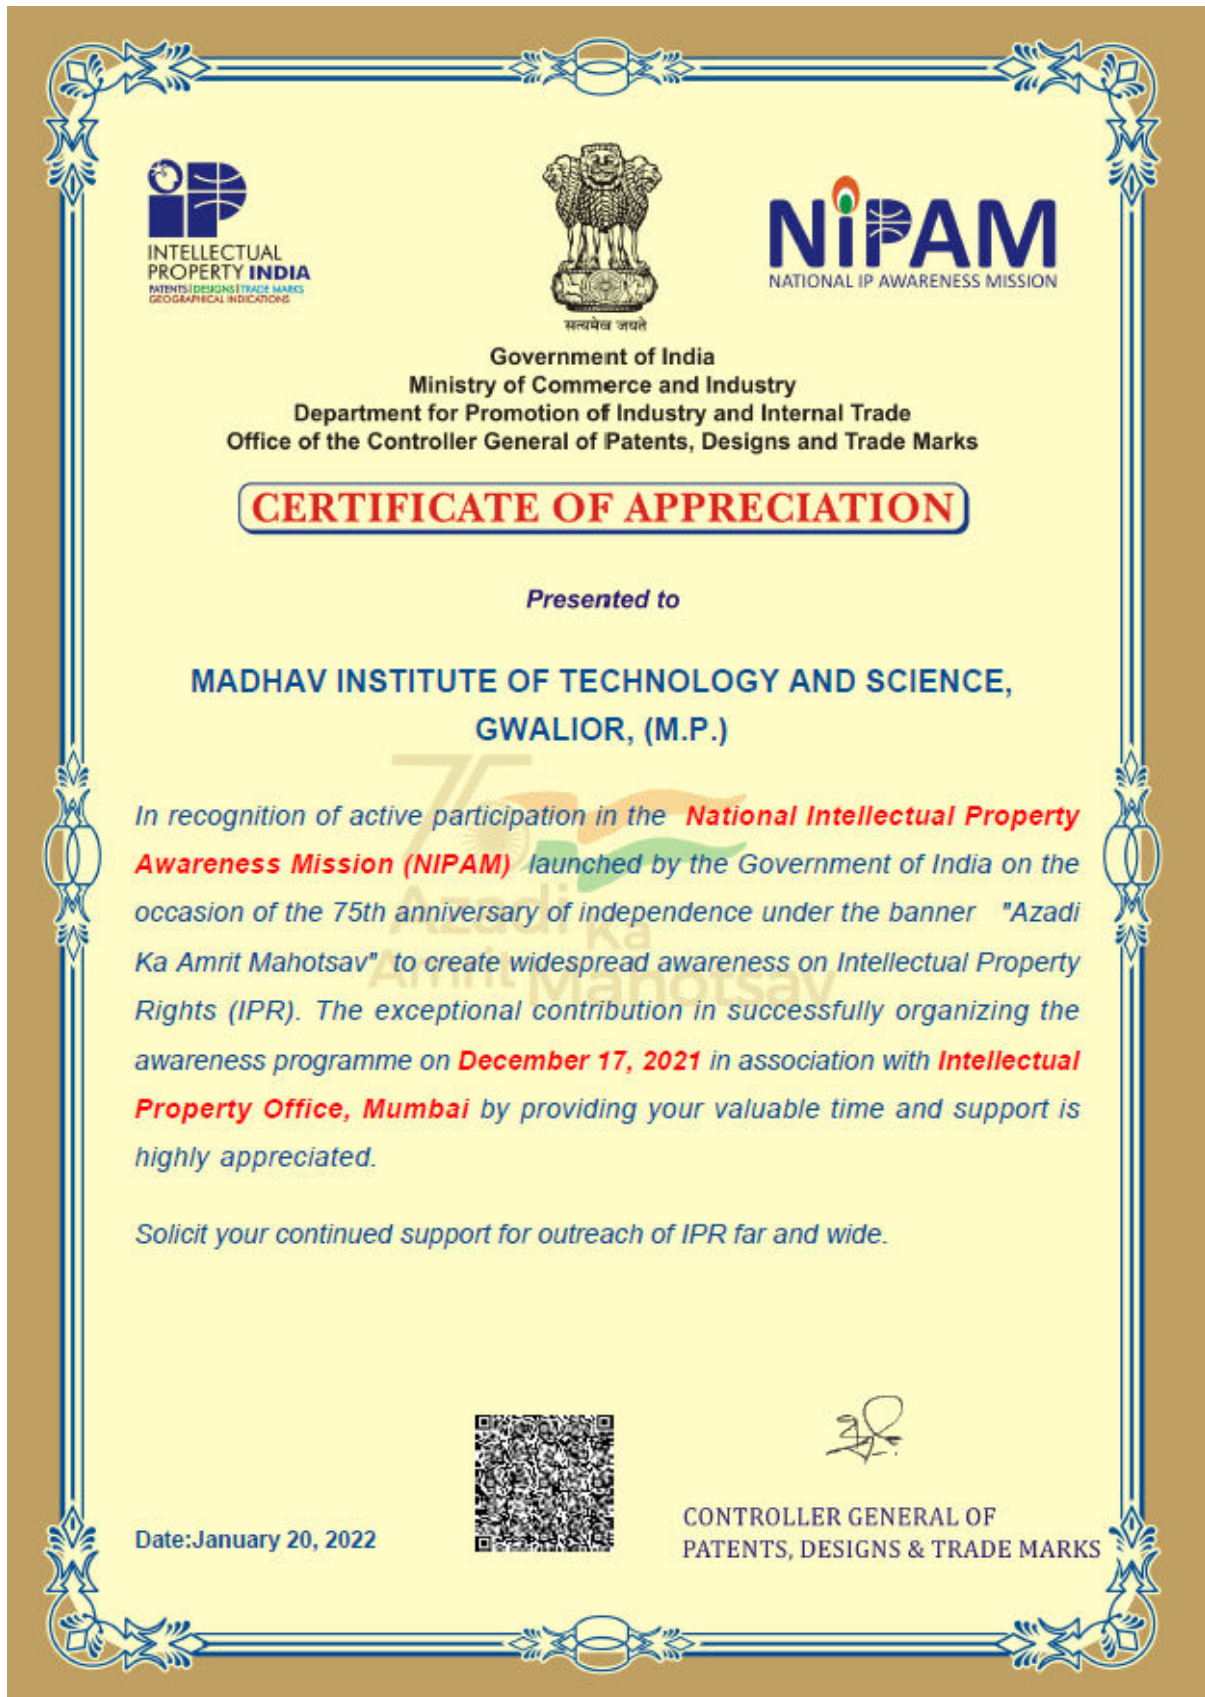 iP
INTELLECTUAL
PROPERTY INDIA
PATENTS|DESIGNS|TRADE MARKS
GEOGRAPHICAL INDICATIONS
सत्यमेव जयते
NiPAM
NATIONAL IP AWARENESS MISSION
Government of India
Ministry of Commerce and Industry
Department for Promotion of Industry and Internal Trade
Office of the Controller General of Patents, Designs and Trade Marks
CERTIFICATE OF APPRECIATION
Presented to
MADHAV INSTITUTE OF TECHNOLOGY AND SCIENCE,
GWALIOR, (M.P.)
75
Azadi Ka
Amrit Mahotsav
In recognition of active participation in the National Intellectual Property
Awareness Mission (NIPAM) launched by the Government of India on the
occasion of the 75th anniversary of independence under the banner "Azadi
Ka Amrit Mahotsav" to create widespread awareness on Intellectual Property
Rights (IPR). The exceptional contribution in successfully organizing the
awareness programme on December 17, 2021 in association with Intellectual
Property Office, Mumbai by providing your valuable time and support is
highly appreciated.
Solicit your continued support for outreach of IPR far and wide.
Date:January 20, 2022
CONTROLLER GENERAL OF
PATENTS, DESIGNS & TRADE MARKS